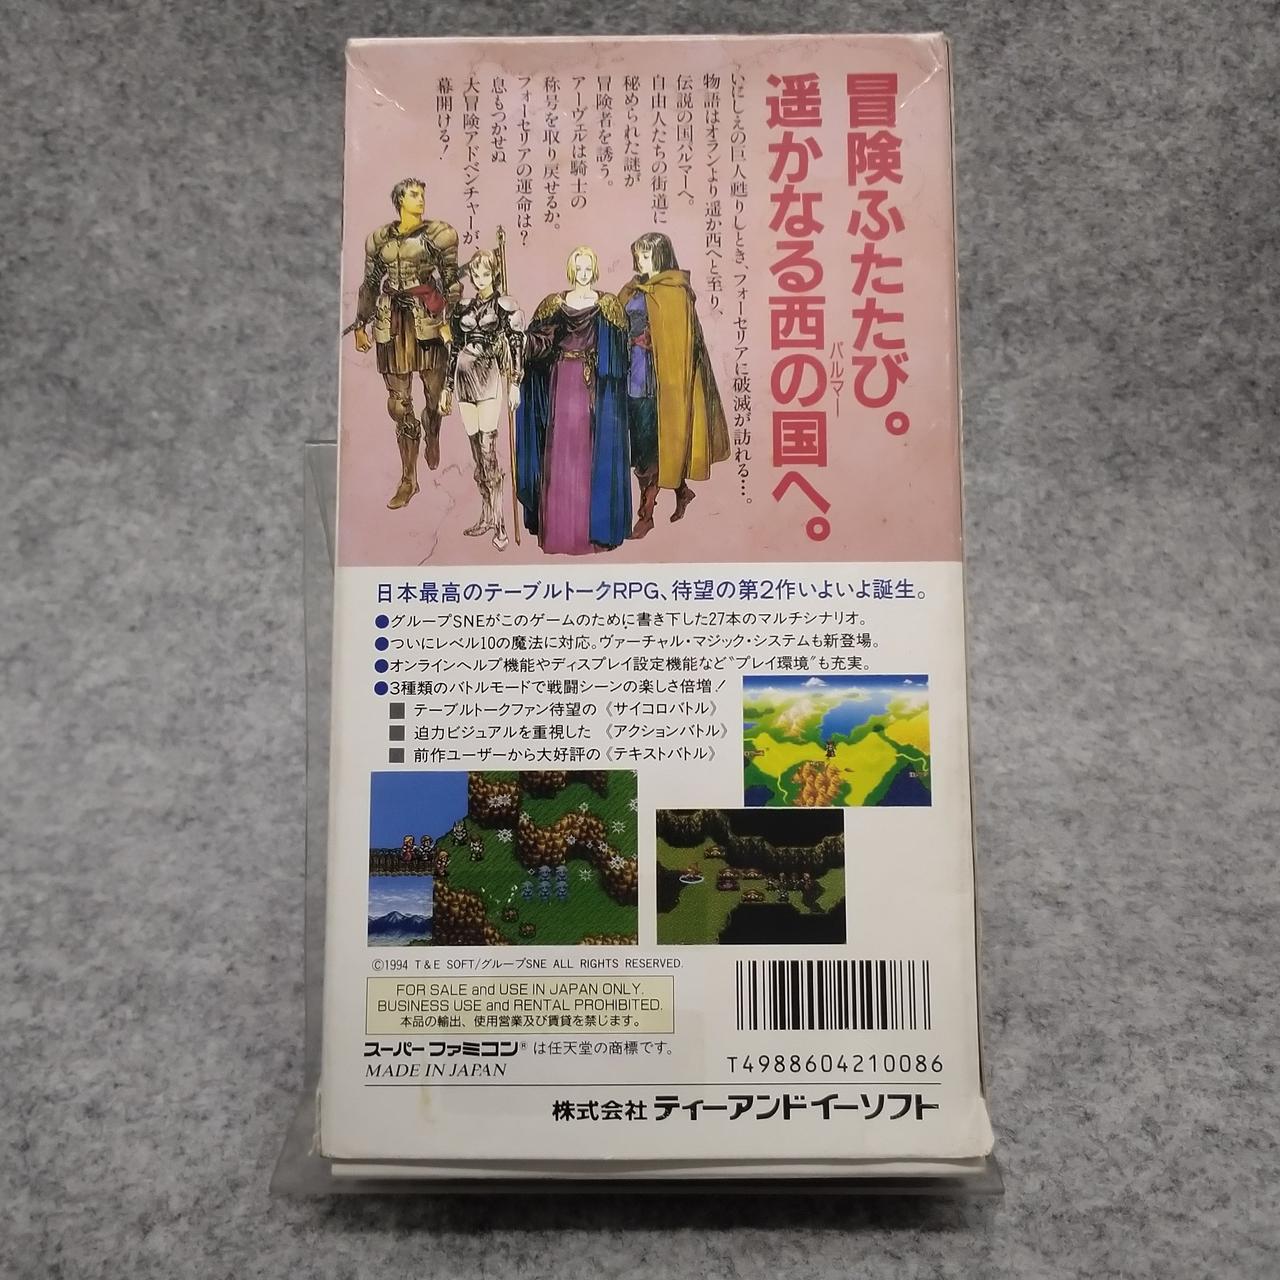 冒険ふたたび。
遥かなる西の国へ。
パルマー
いにしえの巨人甦りしとき、フォーセリアに破滅が訪れる…。
物語はオランより遥か西へと至り、
伝説の国パルマーへ。
自由人たちの街道に
秘められた謎が
冒険者を誘う。
アーヴェルは騎士の
称号を取り戻せるか。
フォーセリアの運命は?
息もつかせぬ
大冒険アドベンチャーが、
幕開ける!
日本最高のテーブルトークRPG、待望の第2作いよいよ誕生。
●グループSNEがこのゲームのために書き下した27本のマルチシナリオ。
●ついにレベル10の魔法に対応。ヴァーチャル・マジック・システムも新登場。
●オンラインヘルプ機能やディスプレイ設定機能など"プレイ環境"も充実。
●3種類のバトルモードで戦闘シーンの楽しさ倍増!
■ テーブルトークファン待望の《サイコロバトル》
■ 迫力ビジュアルを重視した《アクションバトル》
■ 前作ユーザーから大好評の《テキストバトル》
©1994 T&E SOFT/グループSNE ALL RIGHTS RESERVED.
FOR SALE and USE IN JAPAN ONLY.
BUSINESS USE and RENTAL PROHIBITED.
本品の輸出、使用営業及び賃貸を禁じます。
スーパーファミコン® は任天堂の商標です。
MADE IN JAPAN
T4988604210086
株式会社 ティーアンドイーソフト